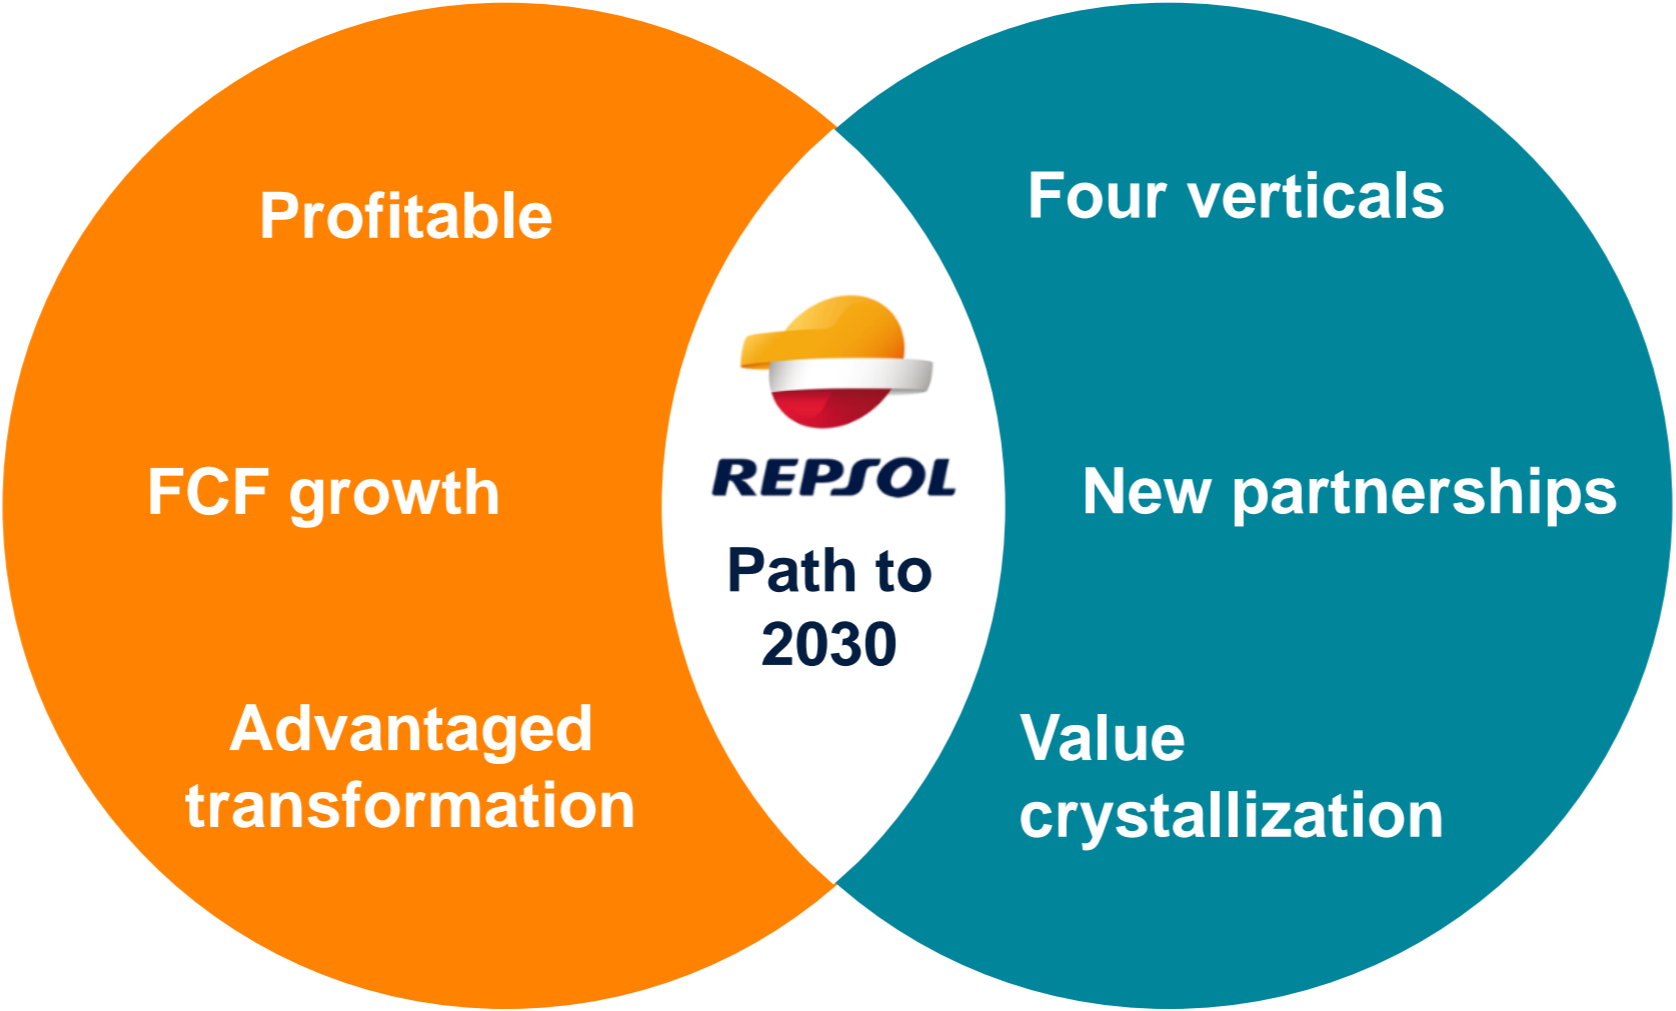 Profitable
FCF growth
Advantaged
transformation
REPSOL
Path to
2030
Four verticals
New partnerships
Value
crystallization